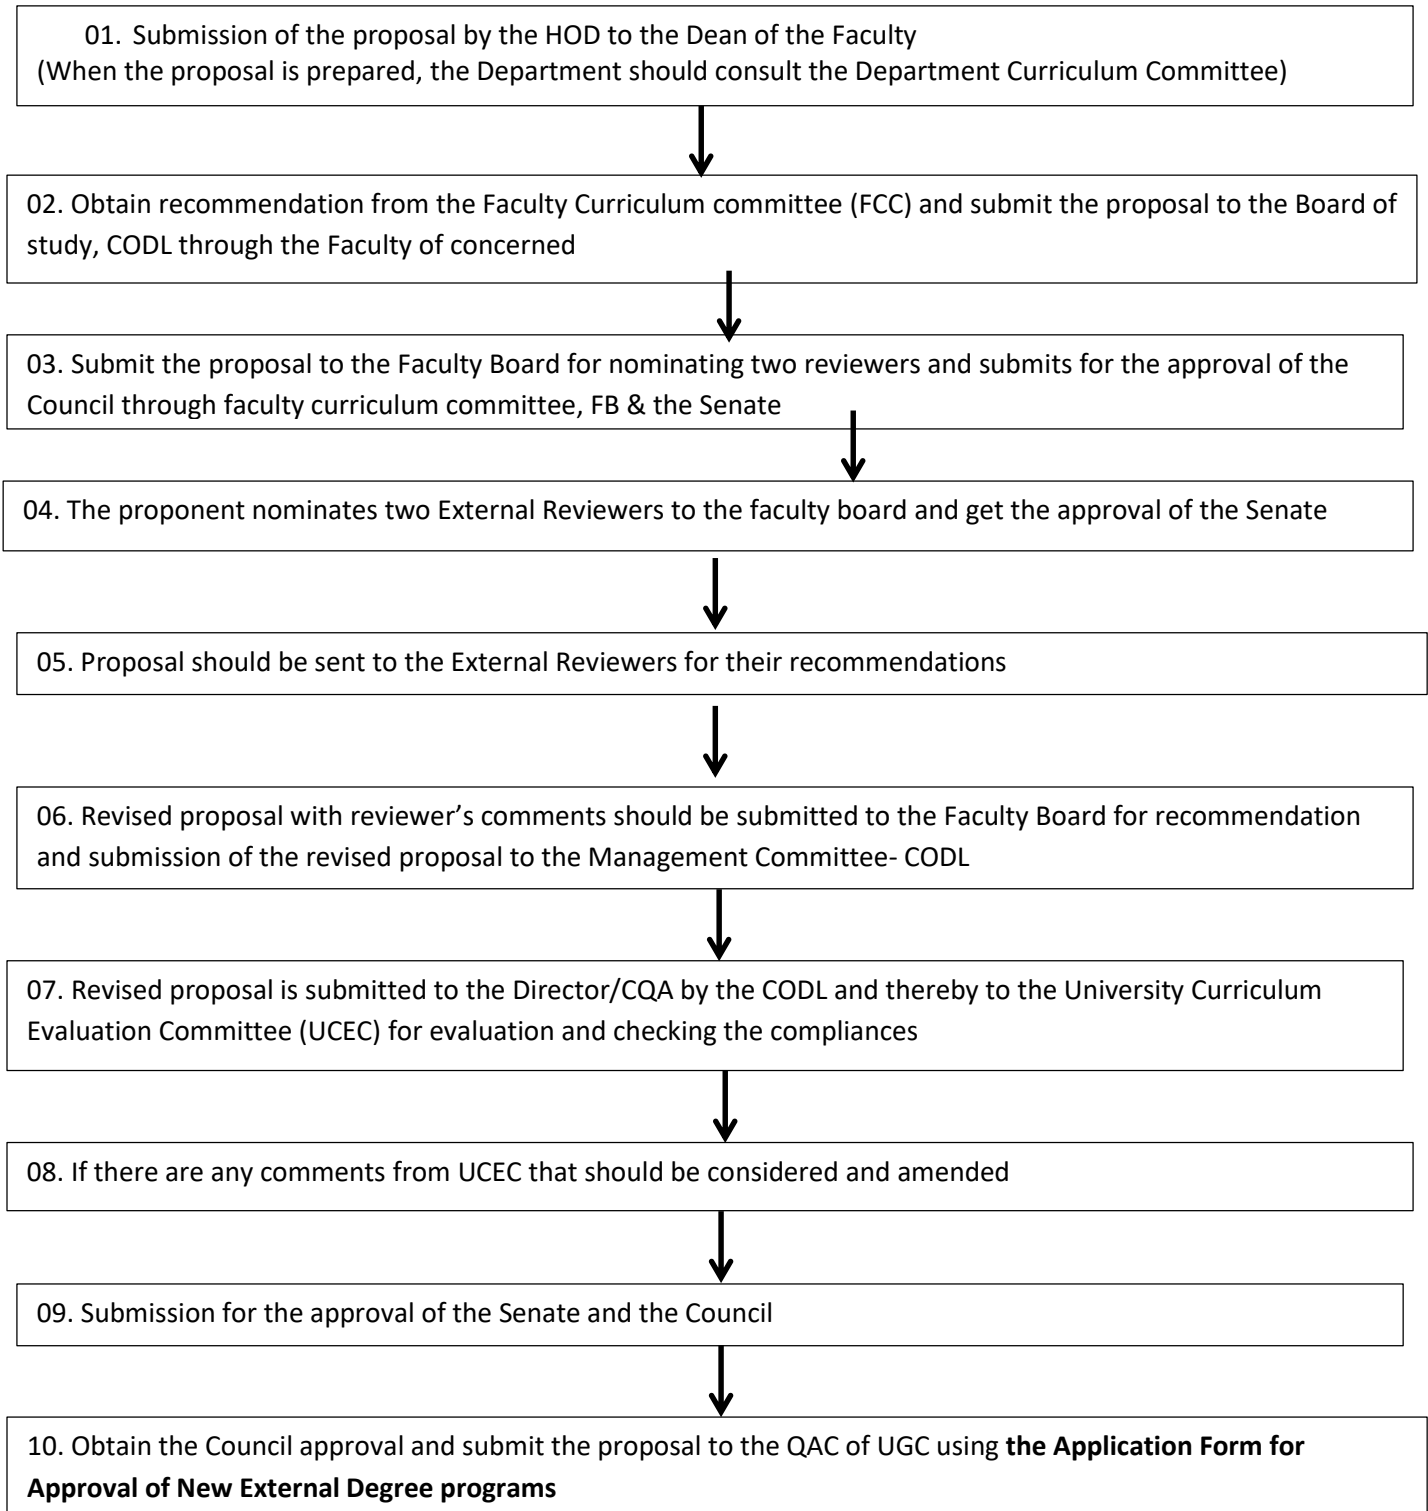 01. Submission of the proposal by the HOD to the Dean of the Faculty
(When the proposal is prepared, the Department should consult the Department Curriculum Committee)
02. Obtain recommendation from the Faculty Curriculum committee (FCC) and submit the proposal to the Board of
study, CODL through the Faculty of concerned
03. Submit the proposal to the Faculty Board for nominating two reviewers and submits for the approval of the
Council through faculty curriculum committee, FB & the Senate
04. The proponent nominates two External Reviewers to the faculty board and get the approval of the Senate
05. Proposal should be sent to the External Reviewers for their recommendations
06. Revised proposal with reviewer’s comments should be submitted to the Faculty Board for recommendation
and submission of the revised proposal to the Management Committee- CODL
07. Revised proposal is submitted to the Director/CQA by the CODL and thereby to the University Curriculum
Evaluation Committee (UCEC) for evaluation and checking the compliances
08. If there are any comments from UCEC that should be considered and amended
09. Submission for the approval of the Senate and the Council
10. Obtain the Council approval and submit the proposal to the QAC of UGC using the Application Form for
Approval of New External Degree programs